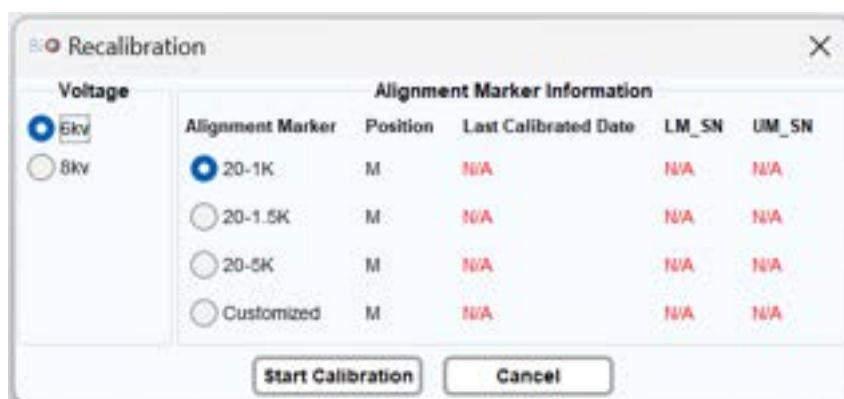 Recalibration
Voltage
6kv
8kv
Alignment Marker Information
Alignment Marker Position Last Calibrated Date LM_SN UM_SN
20-1K M N/A N/A N/A
20-1.5K M N/A N/A N/A
20-5K M N/A N/A N/A
Customized M N/A N/A N/A
Start Calibration Cancel